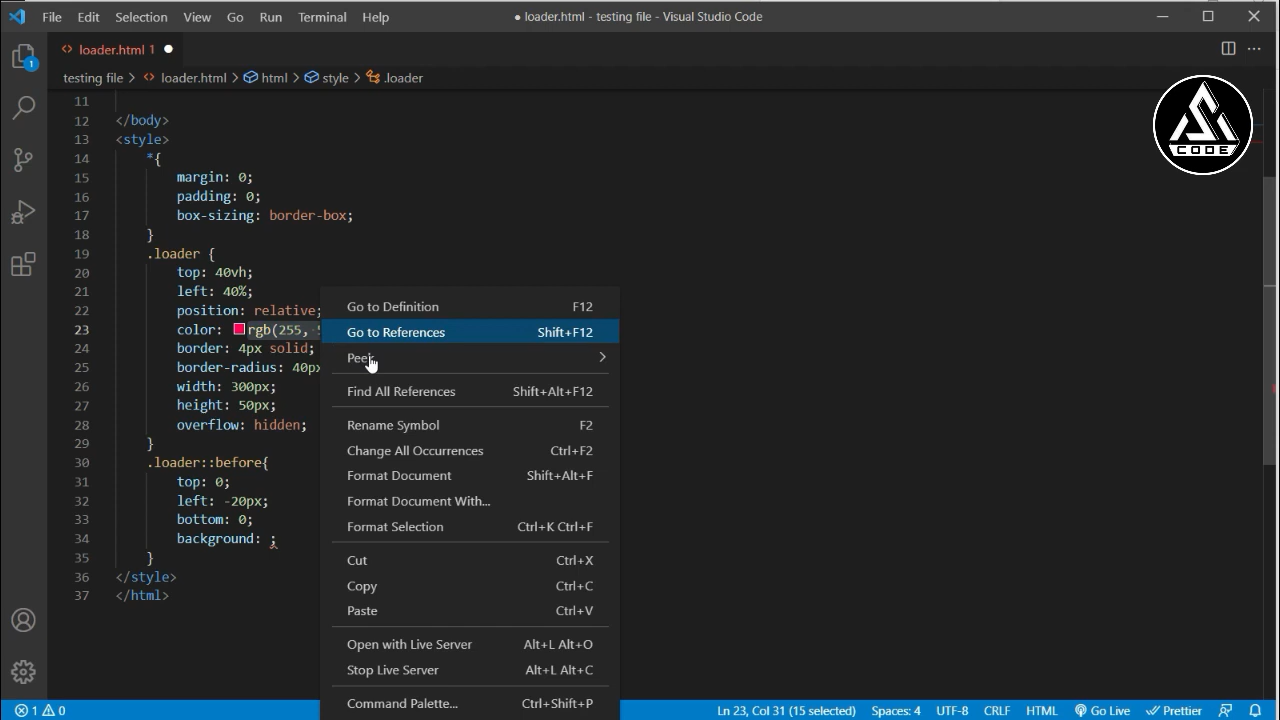 File Edit Selection View Go Run Terminal Help
● loader.html - testing file - Visual Studio Code
loader.html 1 ●
testing file > loader.html > html > style > .loader
CODE
1
11
12 </body>
13 <style>
14 *{
15 margin: 0;
16 padding: 0;
17 box-sizing: border-box;
18 }
19 .loader {
20 top: 40vh;
21 left: 40%;
22 position: relative;
23 color: rgb(255,
24 border: 4px solid;
25 border-radius: 40px
26 width: 300px;
27 height: 50px;
28 overflow: hidden;
29 }
30 .loader::before{
31 top: 0;
32 left: -20px;
33 bottom: 0;
34 background: ;
35 }
36 </style>
37 </html>
Go to Definition F12
Go to References Shift+F12
Peek >
Find All References Shift+Alt+F12
Rename Symbol F2
Change All Occurrences Ctrl+F2
Format Document Shift+Alt+F
Format Document With...
Format Selection Ctrl+K Ctrl+F
Cut Ctrl+X
Copy Ctrl+C
Paste Ctrl+V
Open with Live Server Alt+L Alt+O
Stop Live Server Alt+L Alt+C
Command Palette... Ctrl+Shift+P
1 0 Ln 23, Col 31 (15 selected) Spaces: 4 UTF-8 CRLF HTML Go Live Prettier